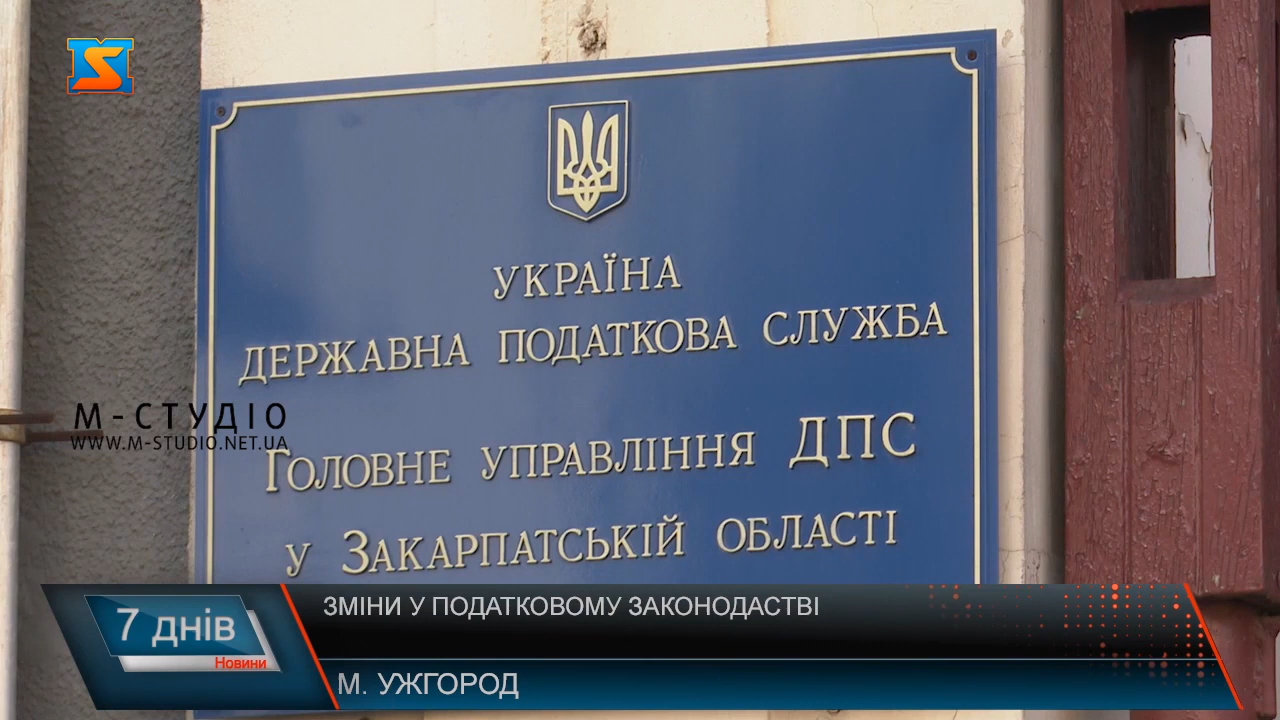 УКРАЇНА
ДЕРЖАВНА ПОДАТКОВА СЛУЖБА
М-СТУДІО
WWW.M-STUDIO.NET.UA
ГОЛОВНЕ УПРАВЛІННЯ ДПС
У ЗАКАРПАТСЬКІЙ ОБЛАСТІ
7 днів
Новини
ЗМІНИ У ПОДАТКОВОМУ ЗАКОНОДАСТВІ
М. УЖГОРОД